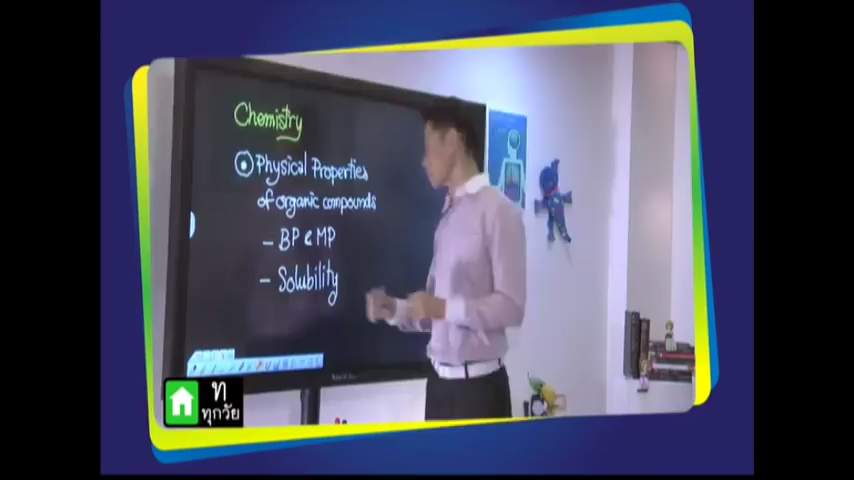 Chemistry
Physical Properties
of organic compounds
- BP & MP
- Solubility
ท
ทุกวัย